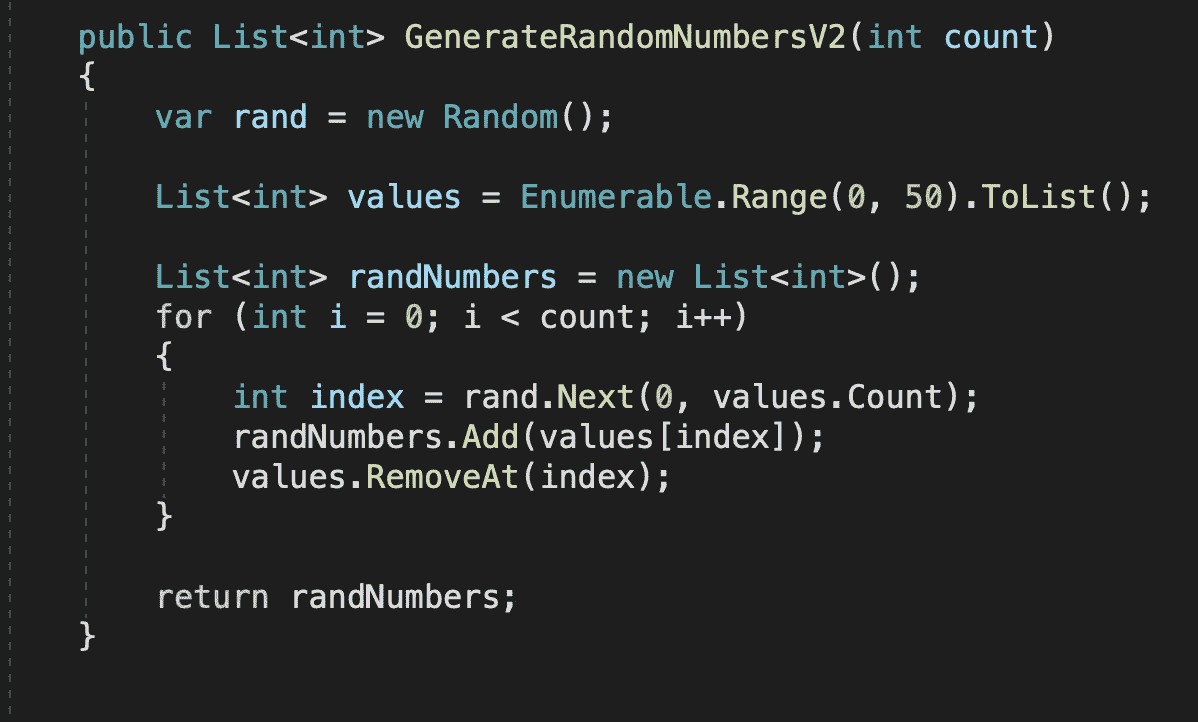 public List<int> GenerateRandomNumbersV2(int count)
{
var rand = new Random();
List<int> values = Enumerable.Range(0, 50).ToList();
List<int> randNumbers = new List<int>();
for (int i = 0; i < count; i++)
{
int index = rand.Next(0, values.Count);
randNumbers.Add(values[index]);
values.RemoveAt(index);
}
return randNumbers;
}